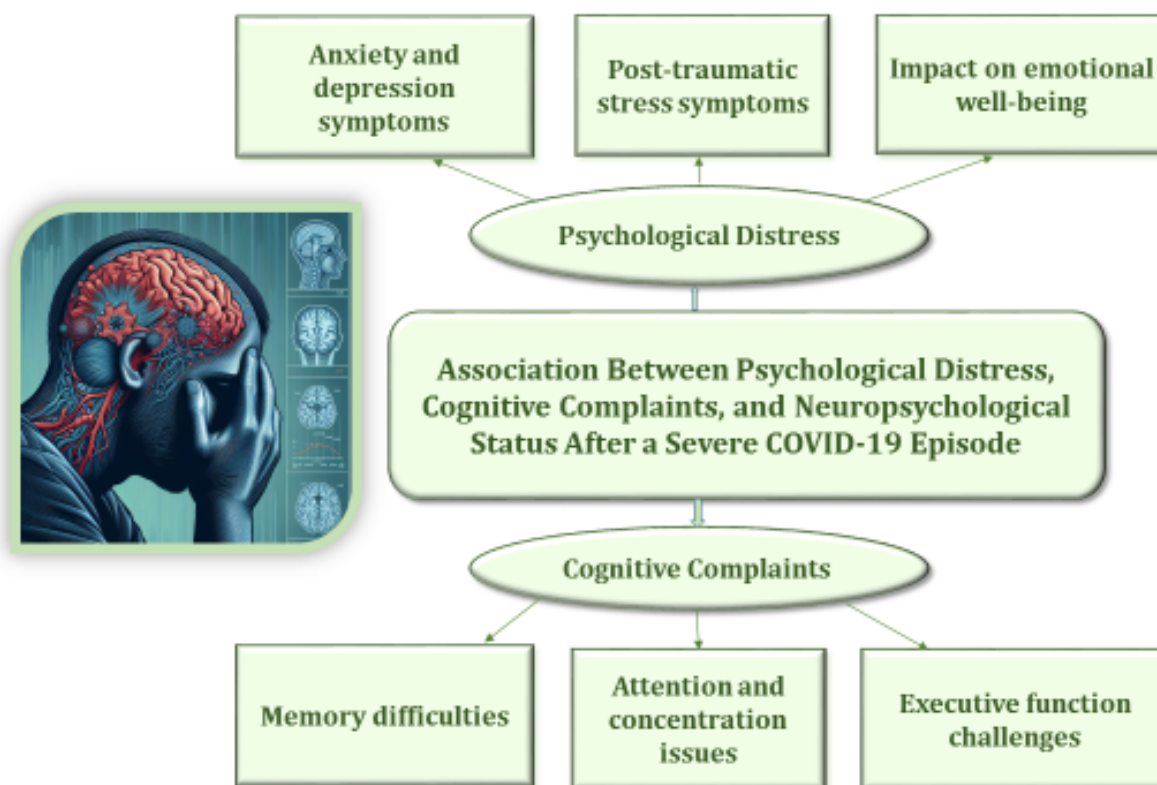 Anxiety and
depression
symptoms
Post-traumatic
stress symptoms
Impact on emotional
well-being
Psychological Distress
Association Between Psychological Distress,
Cognitive Complaints, and Neuropsychological
Status After a Severe COVID-19 Episode
Cognitive Complaints
Memory difficulties
Attention and
concentration
issues
Executive function
challenges